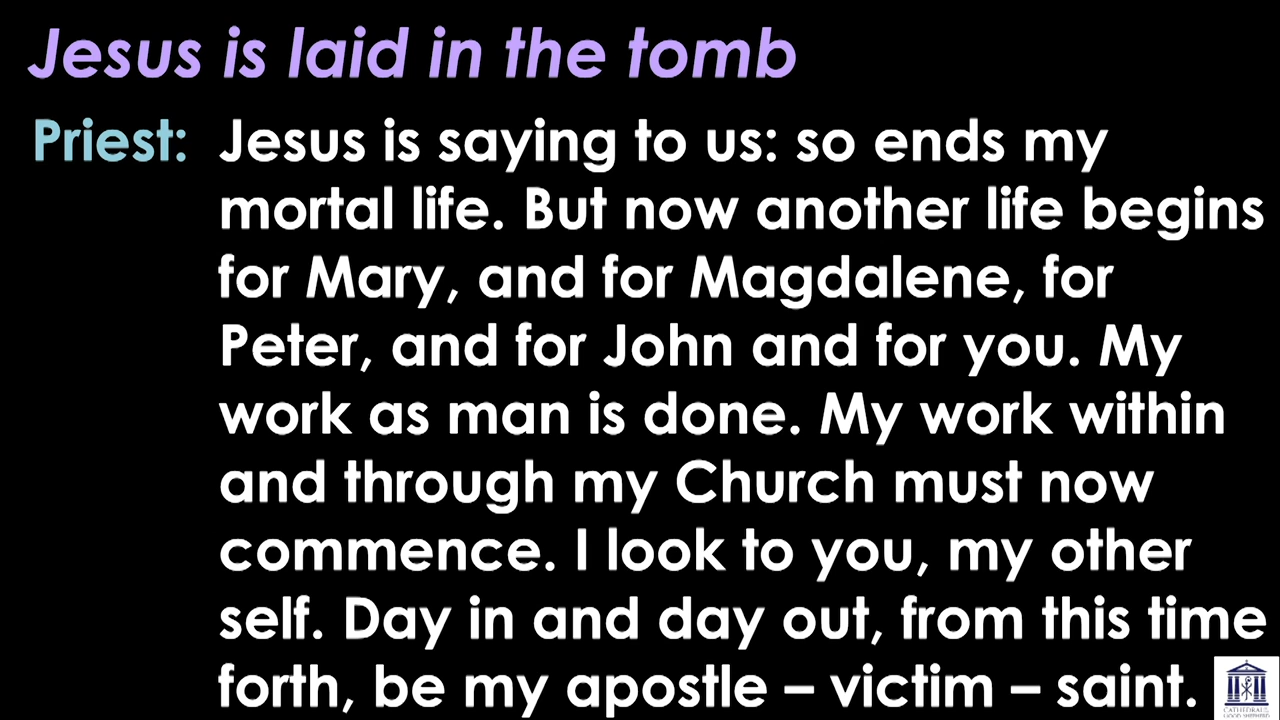 Jesus is laid in the tomb
Priest: Jesus is saying to us: so ends my
mortal life. But now another life begins
for Mary, and for Magdalene, for
Peter, and for John and for you. My
work as man is done. My work within
and through my Church must now
commence. I look to you, my other
self. Day in and day out, from this time
forth, be my apostle – victim – saint.
CATHEDRAL
GOOD SHEPHERD